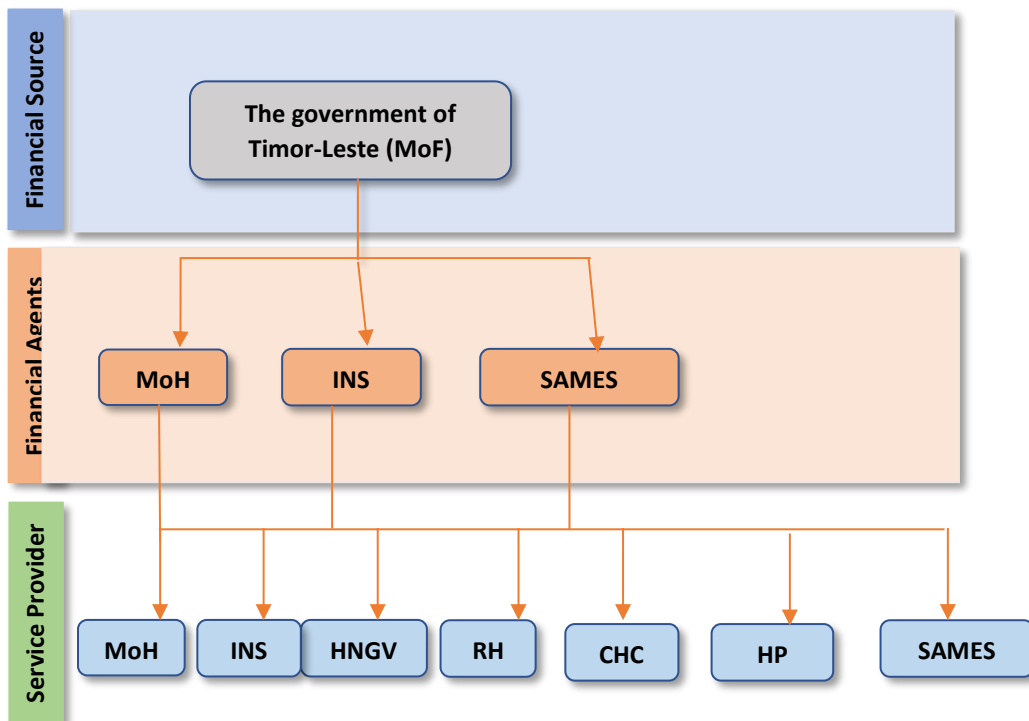 Financial Source
The government of
Timor-Leste (MoF)
Financial Agents
MoH
INS
SAMES
Service Provider
MoH
INS
HNGV
RH
CHC
HP
SAMES